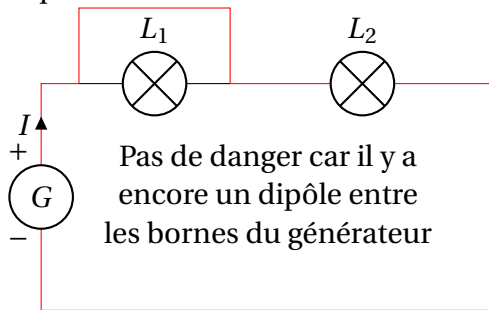 L1 L2
I
+
G
−
Pas de danger car il y a
encore un dipôle entre
les bornes du générateur